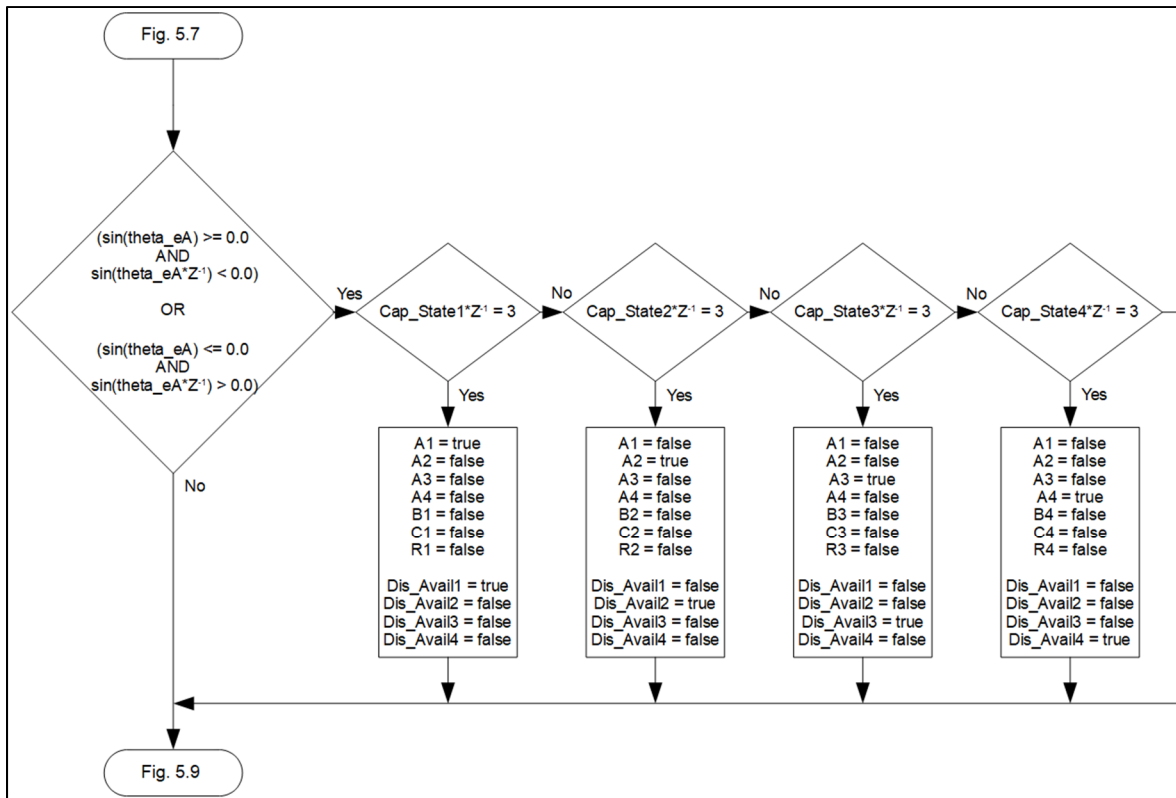 Fig. 5.7
(sin(theta_eA) >= 0.0
AND
sin(theta_eA*Z⁻¹) < 0.0)
OR
(sin(theta_eA) <= 0.0
AND
sin(theta_eA*Z⁻¹) > 0.0)
Yes
No
Cap_State1*Z⁻¹ = 3
No
Yes
Cap_State2*Z⁻¹ = 3
No
Yes
Cap_State3*Z⁻¹ = 3
No
Yes
Cap_State4*Z⁻¹ = 3
Yes
A1 = true
A2 = false
A3 = false
A4 = false
B1 = false
C1 = false
R1 = false
Dis_Avail1 = true
Dis_Avail2 = false
Dis_Avail3 = false
Dis_Avail4 = false
A1 = false
A2 = true
A3 = false
A4 = false
B2 = false
C2 = false
R2 = false
Dis_Avail1 = false
Dis_Avail2 = true
Dis_Avail3 = false
Dis_Avail4 = false
A1 = false
A2 = false
A3 = true
A4 = false
B3 = false
C3 = false
R3 = false
Dis_Avail1 = false
Dis_Avail2 = false
Dis_Avail3 = true
Dis_Avail4 = false
A1 = false
A2 = false
A3 = false
A4 = true
B4 = false
C4 = false
R4 = false
Dis_Avail1 = false
Dis_Avail2 = false
Dis_Avail3 = false
Dis_Avail4 = true
Fig. 5.9